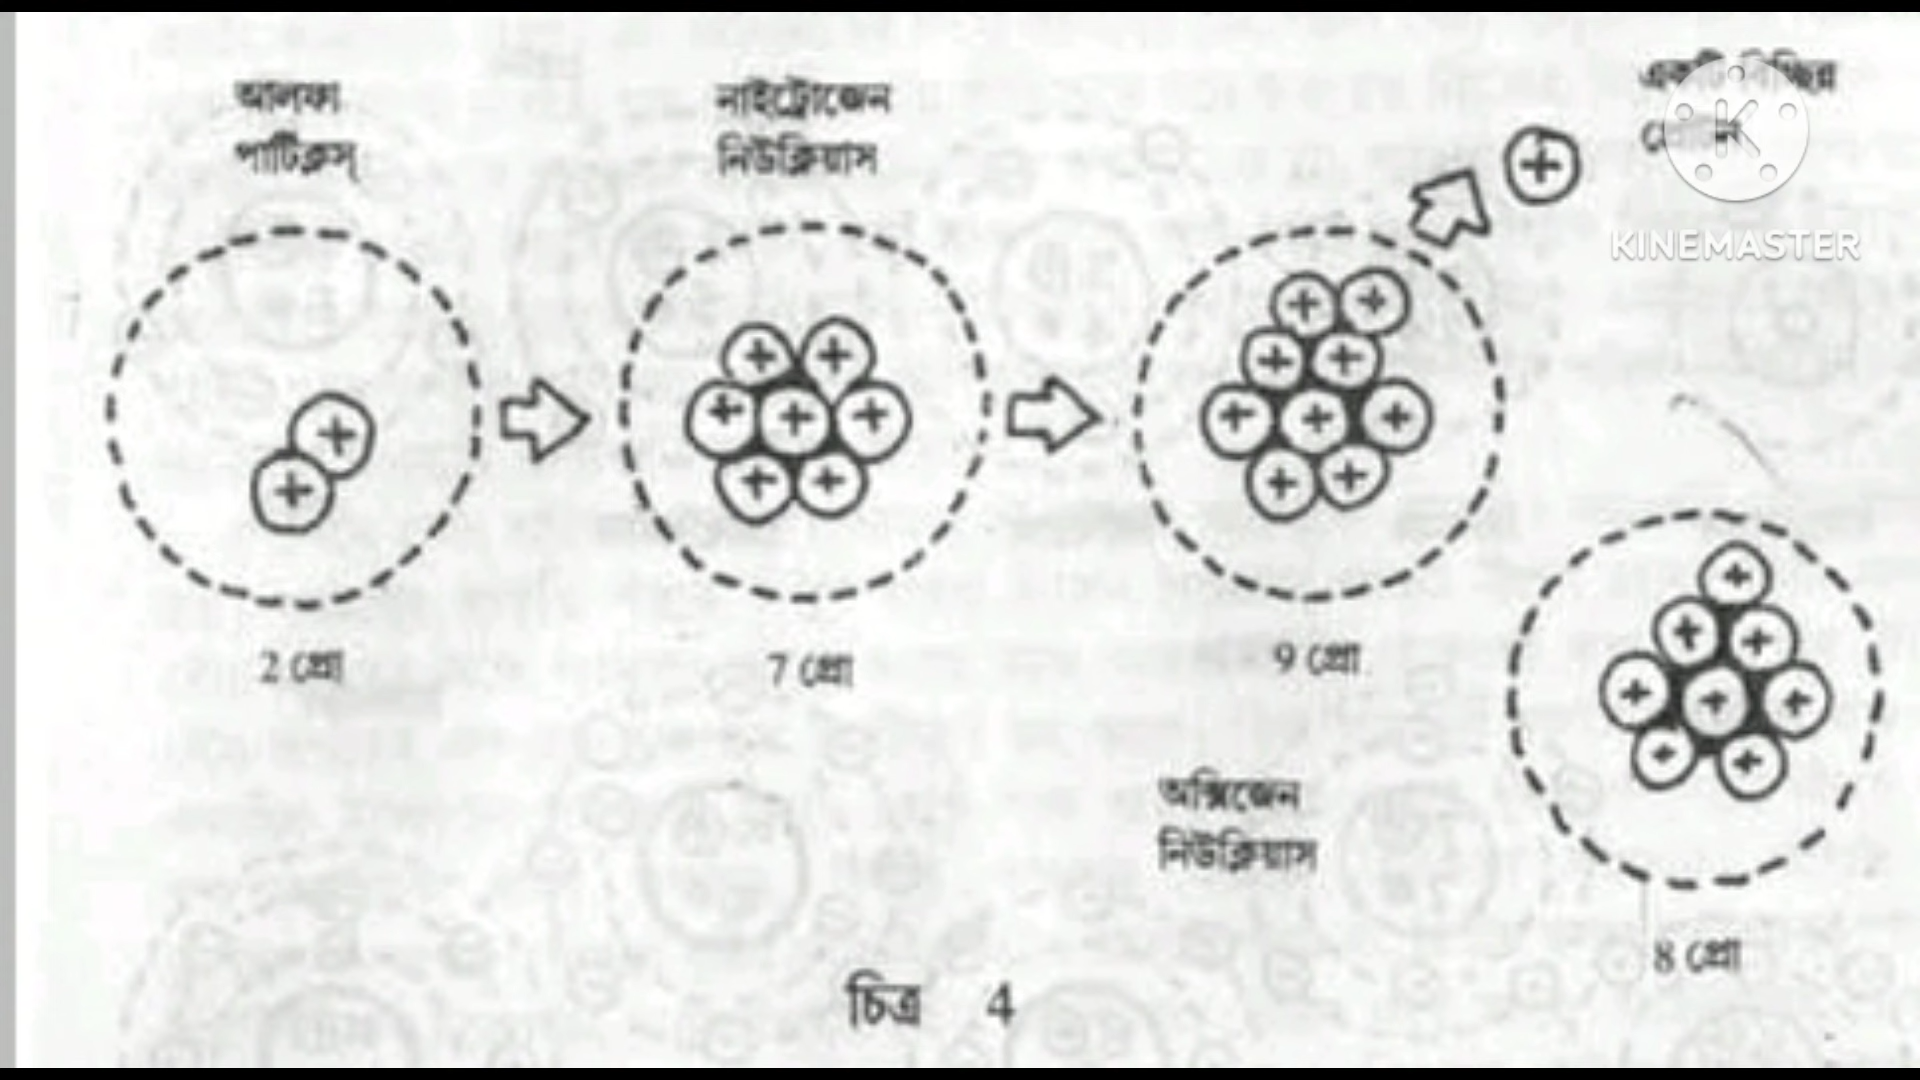 আলফা
পার্টিক্লস্
নাইট্রোজেন
নিউক্লিয়াস
KINEMASTER
2 প্রো
7 প্রো
9 প্রো
অক্সিজেন
নিউক্লিয়াস
8 প্রো
চিত্র 4